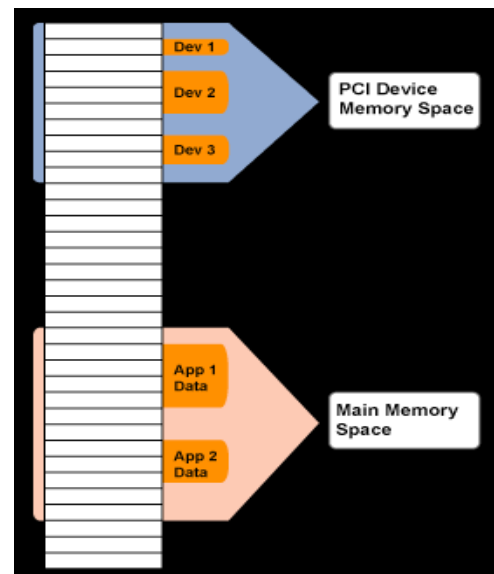 Dev 1
Dev 2
PCI Device
Memory Space
Dev 3
App 1
Data
Main Memory
Space
App 2
Data